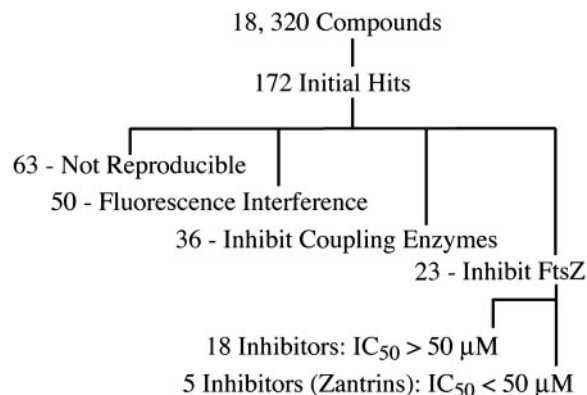 18, 320 Compounds
172 Initial Hits
63 - Not Reproducible
50 - Fluorescence Interference
36 - Inhibit Coupling Enzymes
23 - Inhibit FtsZ
18 Inhibitors: IC50 > 50 μM
5 Inhibitors (Zantrins): IC50 < 50 μM